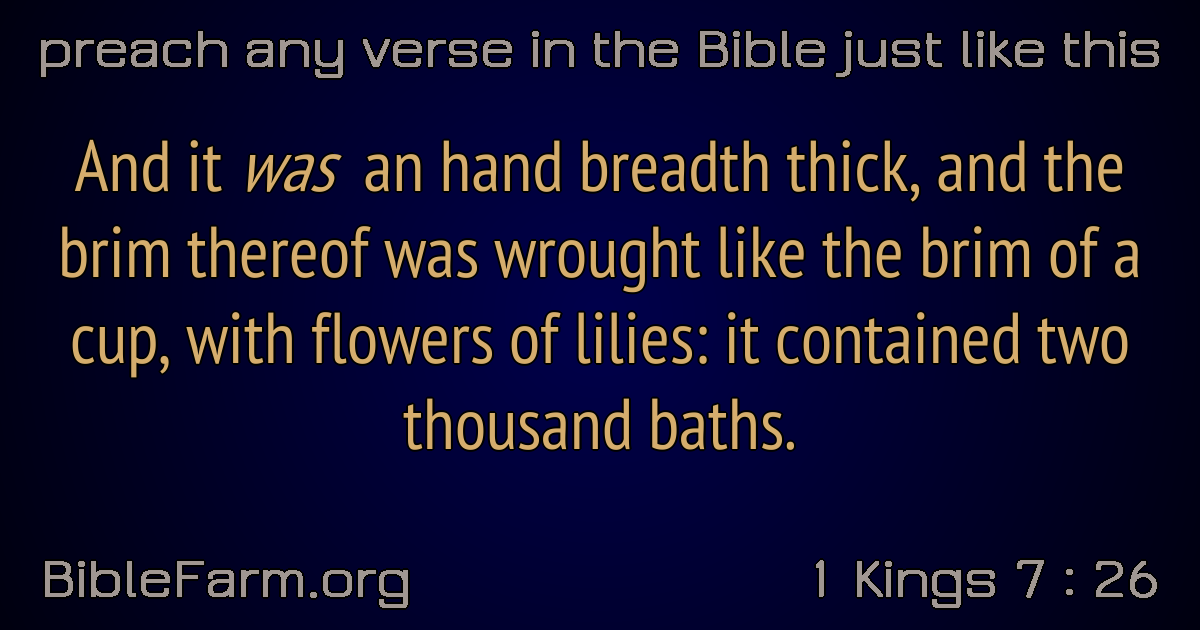 preach any verse in the Bible just like this
And it was an hand breadth thick, and the
brim thereof was wrought like the brim of a
cup, with flowers of lilies: it contained two
thousand baths.
BibleFarm.org
1 Kings 7 : 26